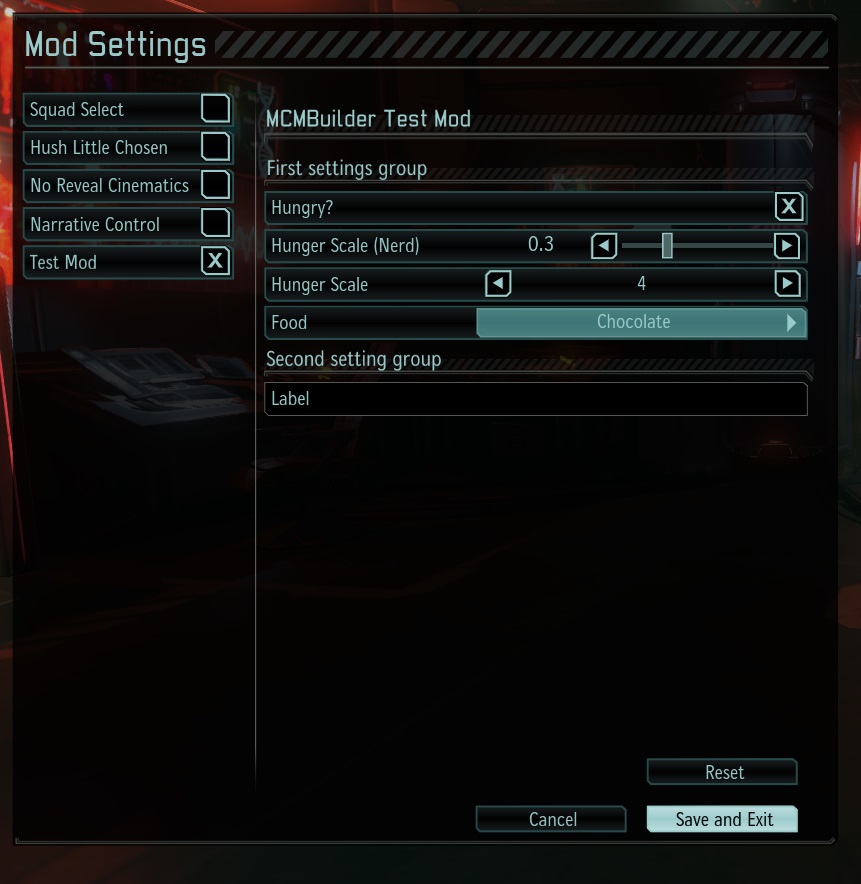 Mod Settings
Squad Select
Hush Little Chosen
No Reveal Cinematics
Narrative Control
Test Mod X
MCMBuilder Test Mod
First settings group
Hungry? X
Hunger Scale (Nerd) 0.3
Hunger Scale 4
Food Chocolate
Second setting group
Label
Reset
Cancel Save and Exit